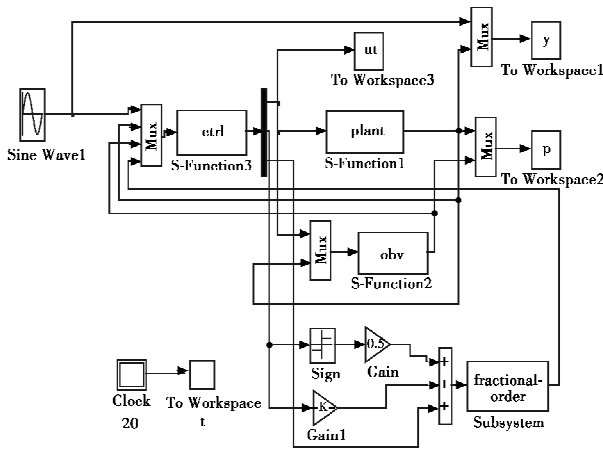 Mux
y
To Workspace1
ut
To Workspace3
Sine Wave1
Mux
ctrl
S-Function3
plant
S-Function1
Mux
p
To Workspace2
Mux
obv
S-Function2
Sign
0.5
Gain
Clock
20
To Workspace
t
K
Gain1
+
+
fractional-
order
Subsystem